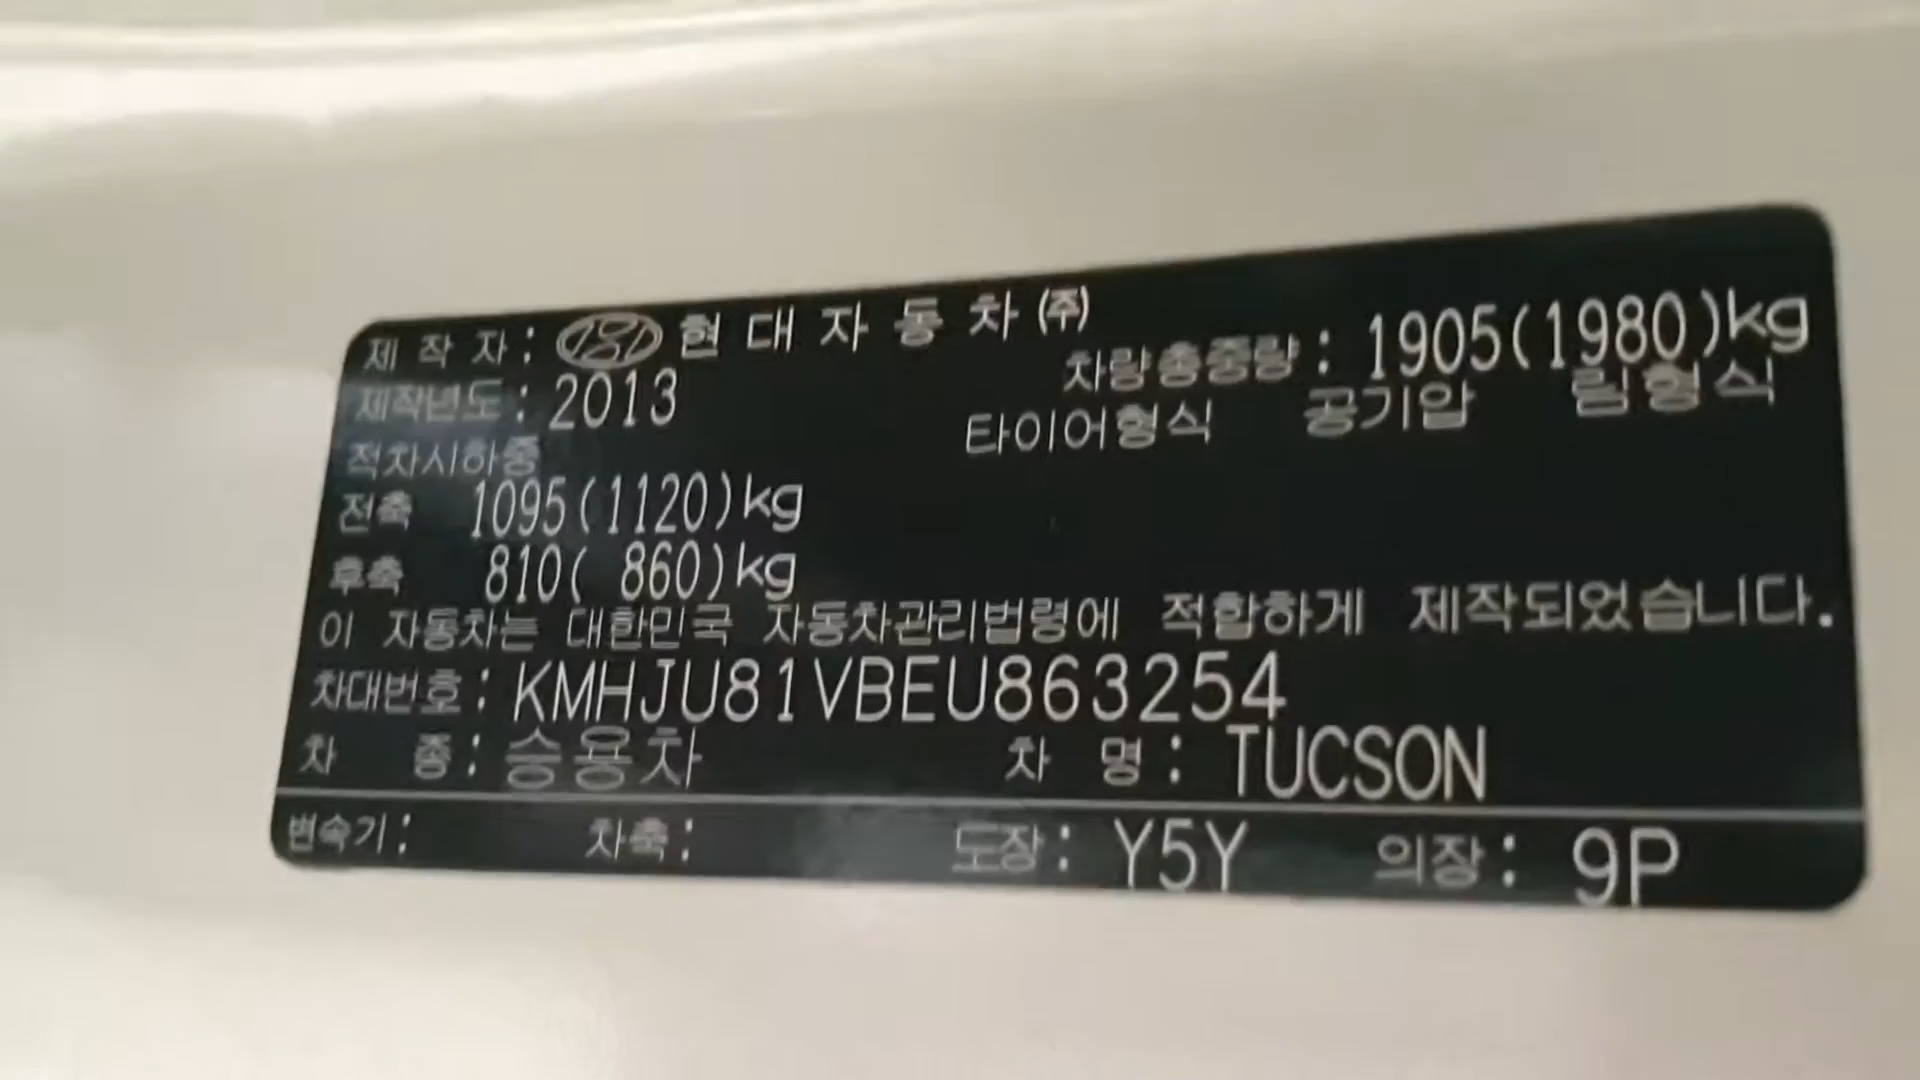 제 작 자 : 현 대 자 동 차 ㈜
차량총중량 : 1905(1980)kg
제작년도 : 2013
타이어형식 공기압 림형식
적차시하중
전축 1095(1120)kg
후축 810( 860)kg
이 자동차는 대한민국 자동차관리법령에 적합하게 제작되었습니다.
차대번호 : KMHJU81VBEU863254
차 종 : 승용차 차 명 : TUCSON
변속기 : 차축 : 도장 : Y5Y 의장 : 9P